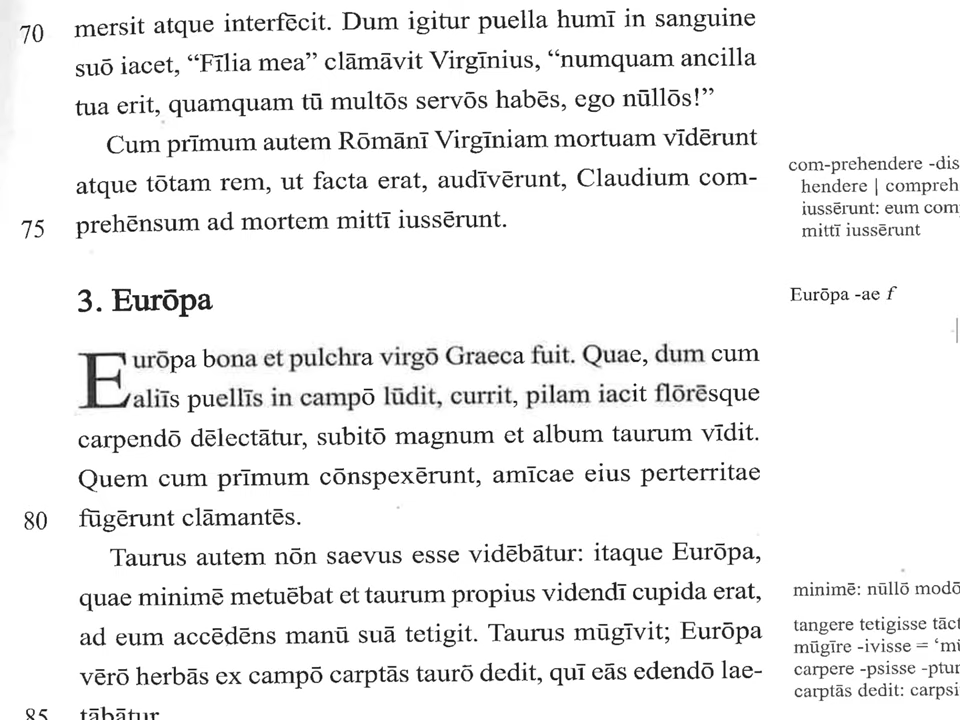 70 mersit atque interfēcit. Dum igitur puella humī in sanguine
suō iacet, “Fīlia mea” clāmāvit Virgīnius, “numquam ancilla
tua erit, quamquam tū multōs servōs habēs, ego nūllōs!”
Cum prīmum autem Rōmānī Virgīniam mortuam vīdērunt
atque tōtam rem, ut facta erat, audīvērunt, Claudium com-
75 prehēnsum ad mortem mittī iussērunt.
com-prehendere -dis
hendere | compreh
iussērunt: eum com
mittī iussērunt
3. Eurōpa
Eurōpa -ae f
Eurōpa bona et pulchra virgō Graeca fuit. Quae, dum cum
aliīs puellīs in campō lūdit, currit, pilam iacit flōrēsque
carpendō dēlectātur, subitō magnum et album taurum vīdit.
Quem cum prīmum cōnspexērunt, amīcae eius perterritae
80 fūgērunt clāmantēs.
Taurus autem nōn saevus esse vidēbātur: itaque Eurōpa,
quae minimē metuēbat et taurum propius videndī cupida erat,
ad eum accēdēns manū suā tetigit. Taurus mūgīvit; Eurōpa
vērō herbās ex campō carptās taurō dedit, quī eās edendō lae-
85 tābātur
minimē: nūllō modō
tangere tetigisse tāct
mūgīre -ivisse = ‘mū
carpere -psisse -ptur
carptās dedit: carpsi